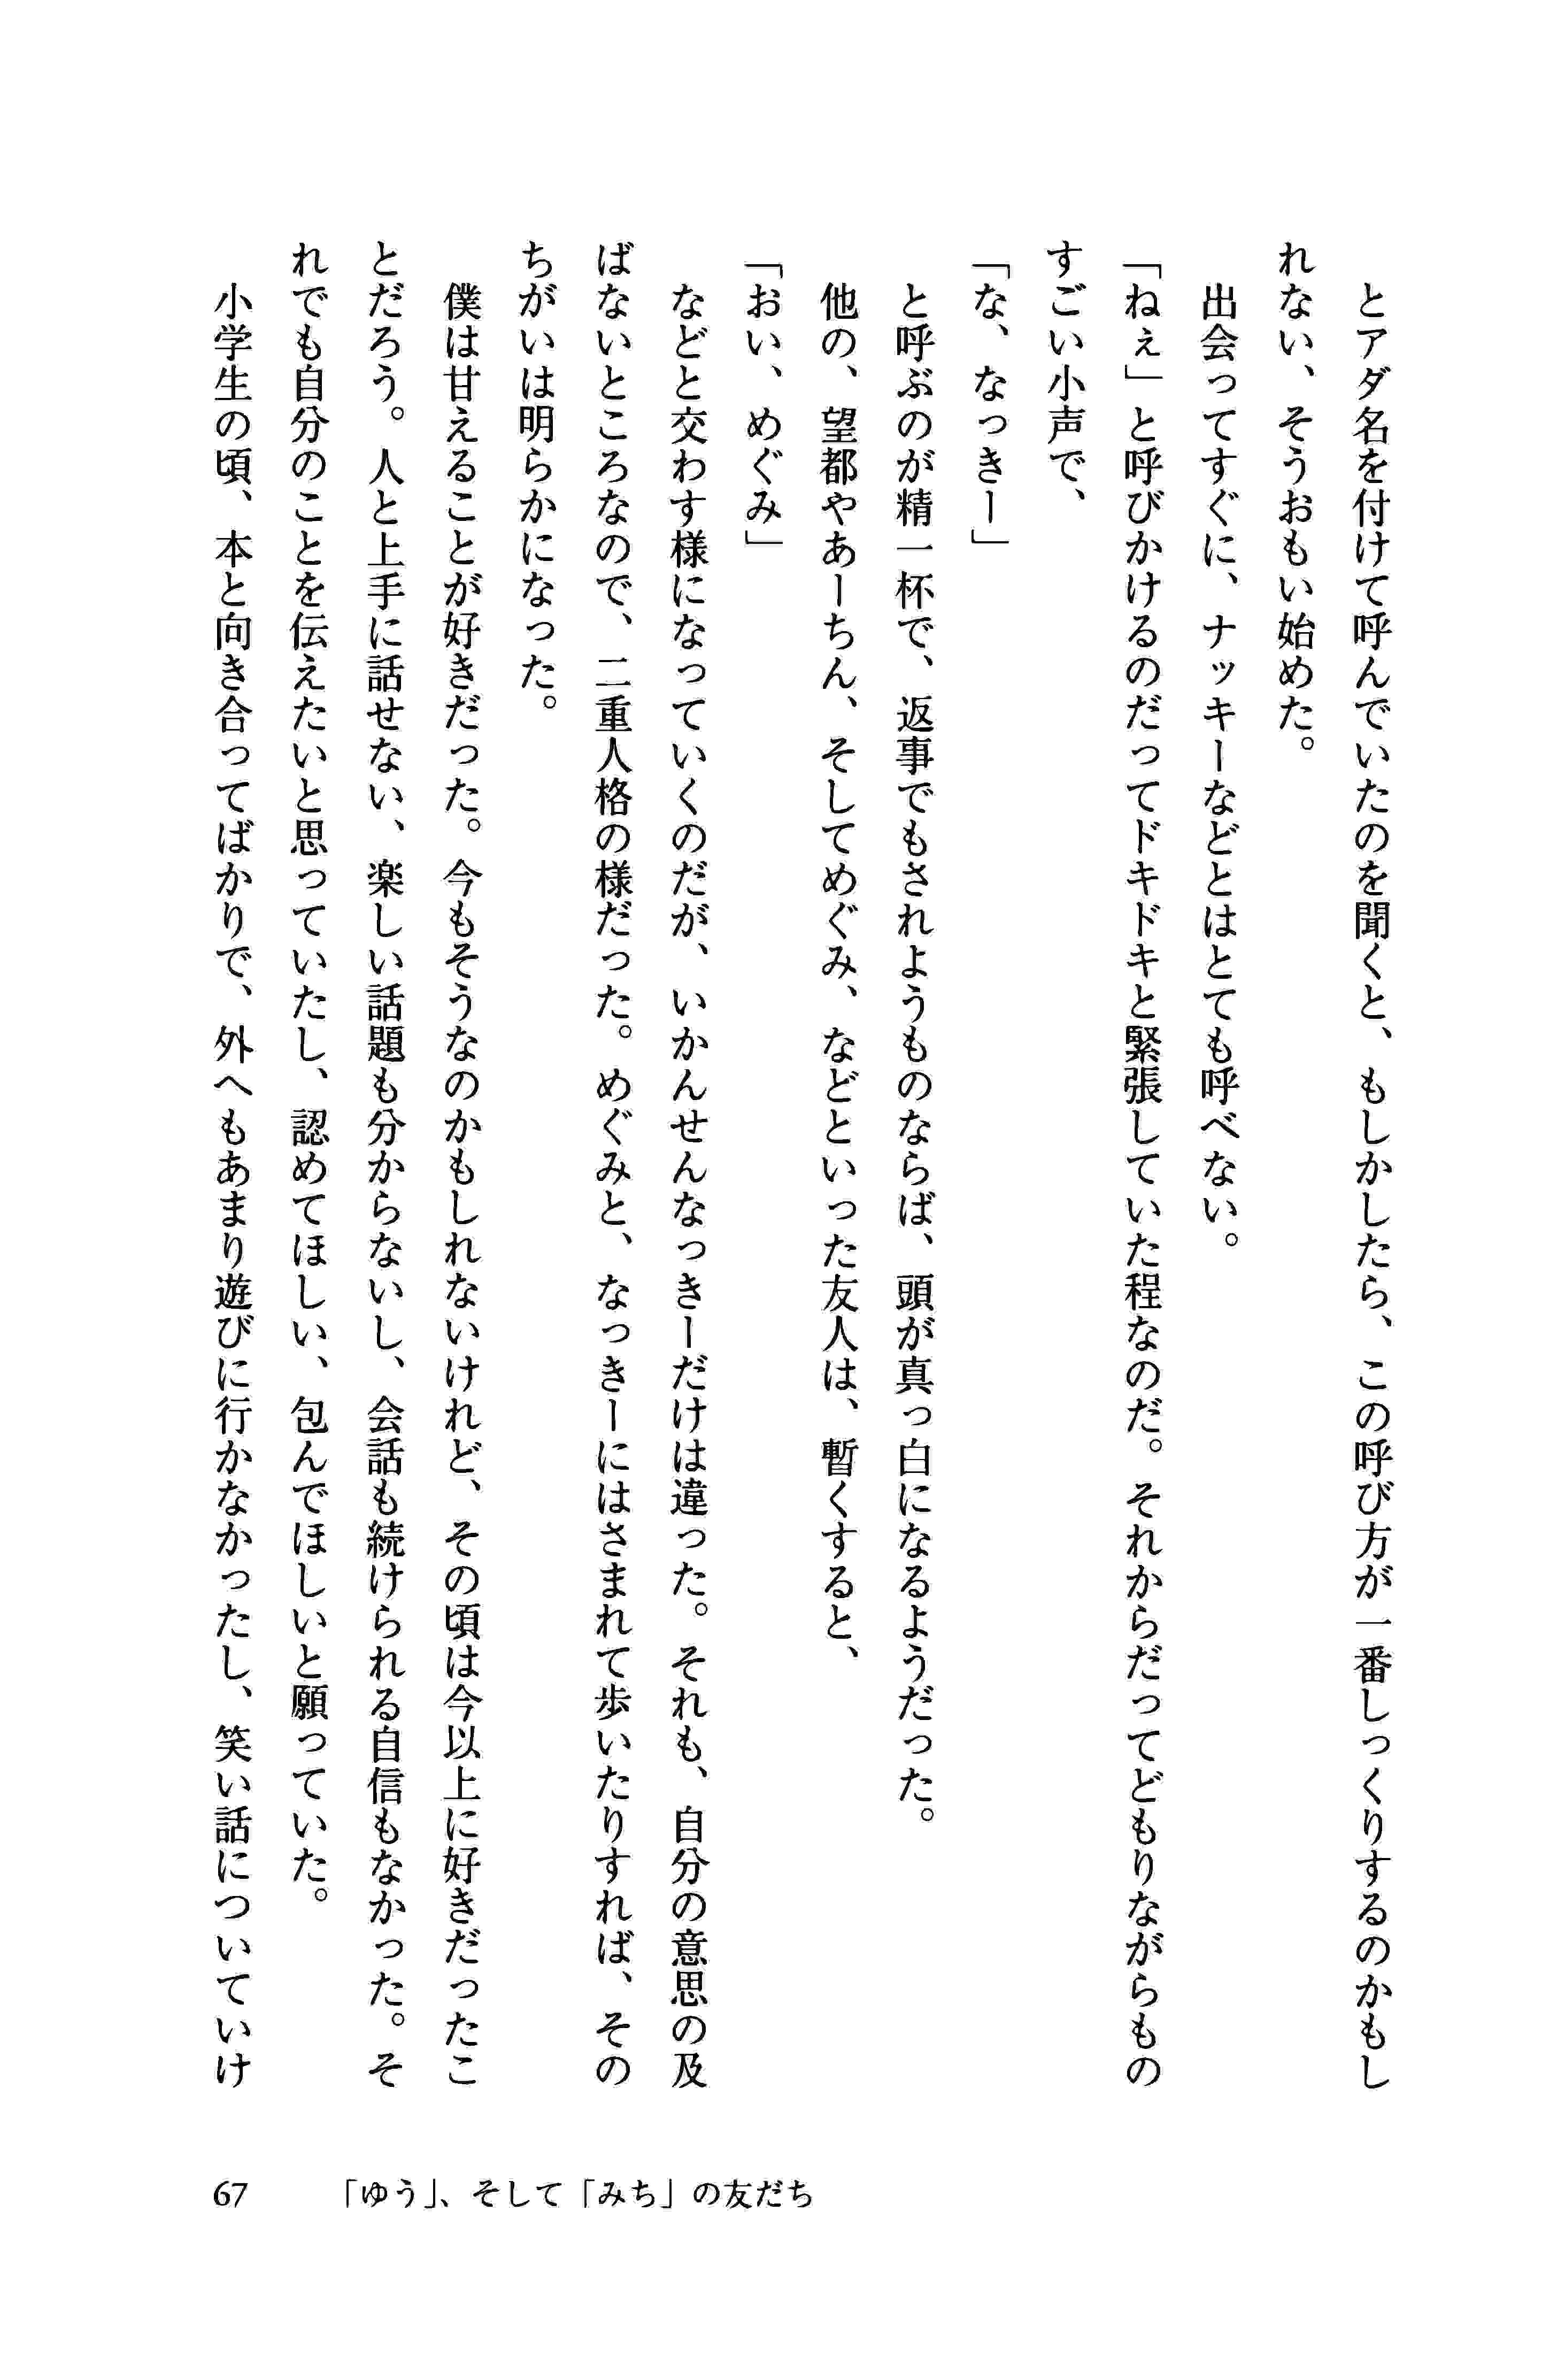 とアダ名を付けて呼んでいたのを聞くと、もしかしたら、この呼び方が一番しっくりするのかもし
れない、そうおもい始めた。
　出会ってすぐに、ナッキーなどとはとても呼べない。
「ねぇ」と呼びかけるのだってドキドキと緊張していた程なのだ。それからだってどもりながらもの
すごい小声で、
「な、なっきー」
　と呼ぶのが精一杯で、返事でもされようものならば、頭が真っ白になるようだった。
　他の、望都やあーちん、そしてめぐみ、などといった友人は、暫くすると、
「おい、めぐみ」
　などと交わす様になっていくのだが、いかんせんなっきーだけは違った。それも、自分の意思の及
ばないところなので、二重人格の様だった。めぐみと、なっきーにはさまれて歩いたりすれば、その
ちがいは明らかになった。
　僕は甘えることが好きだった。今もそうなのかもしれないけれど、その頃は今以上に好きだったこ
とだろう。人と上手に話せない、楽しい話題も分からないし、会話も続けられる自信もなかった。そ
れでも自分のことを伝えたいと思っていたし、認めてほしい、包んでほしいと願っていた。
　小学生の頃、本と向き合ってばかりで、外へもあまり遊びに行かなかったし、笑い話についていけ
67　「ゆう」、そして「みち」の友だち